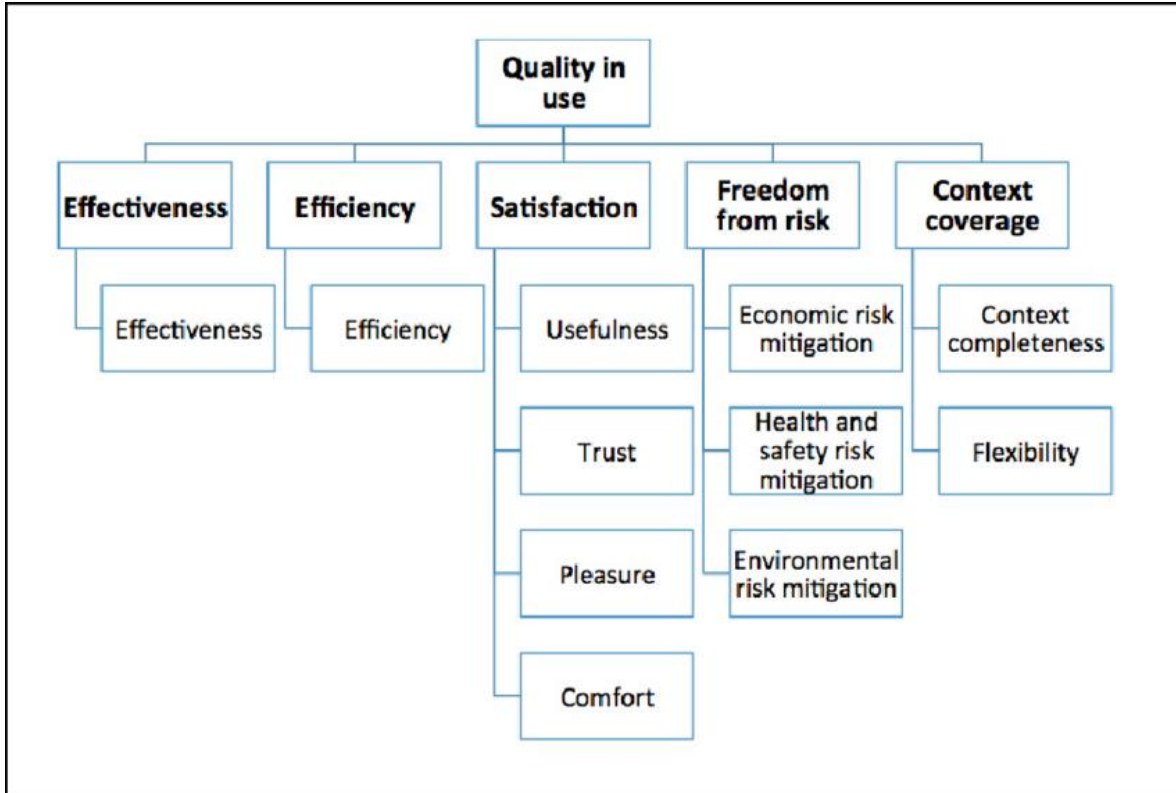 Quality in
use
Effectiveness
Efficiency
Satisfaction
Freedom
from risk
Context
coverage
Effectiveness
Efficiency
Usefulness
Economic risk
mitigation
Context
completeness
Trust
Health and
safety risk
mitigation
Flexibility
Pleasure
Environmental
risk mitigation
Comfort